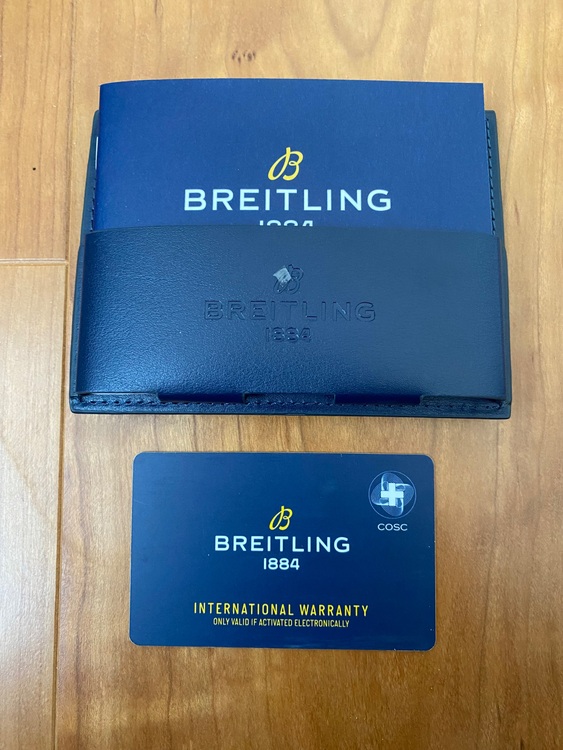 B
BREITLING
1884
B
BREITLING
1884
COSC
B
BREITLING
1884
INTERNATIONAL WARRANTY
ONLY VALID IF ACTIVATED ELECTRONICALLY